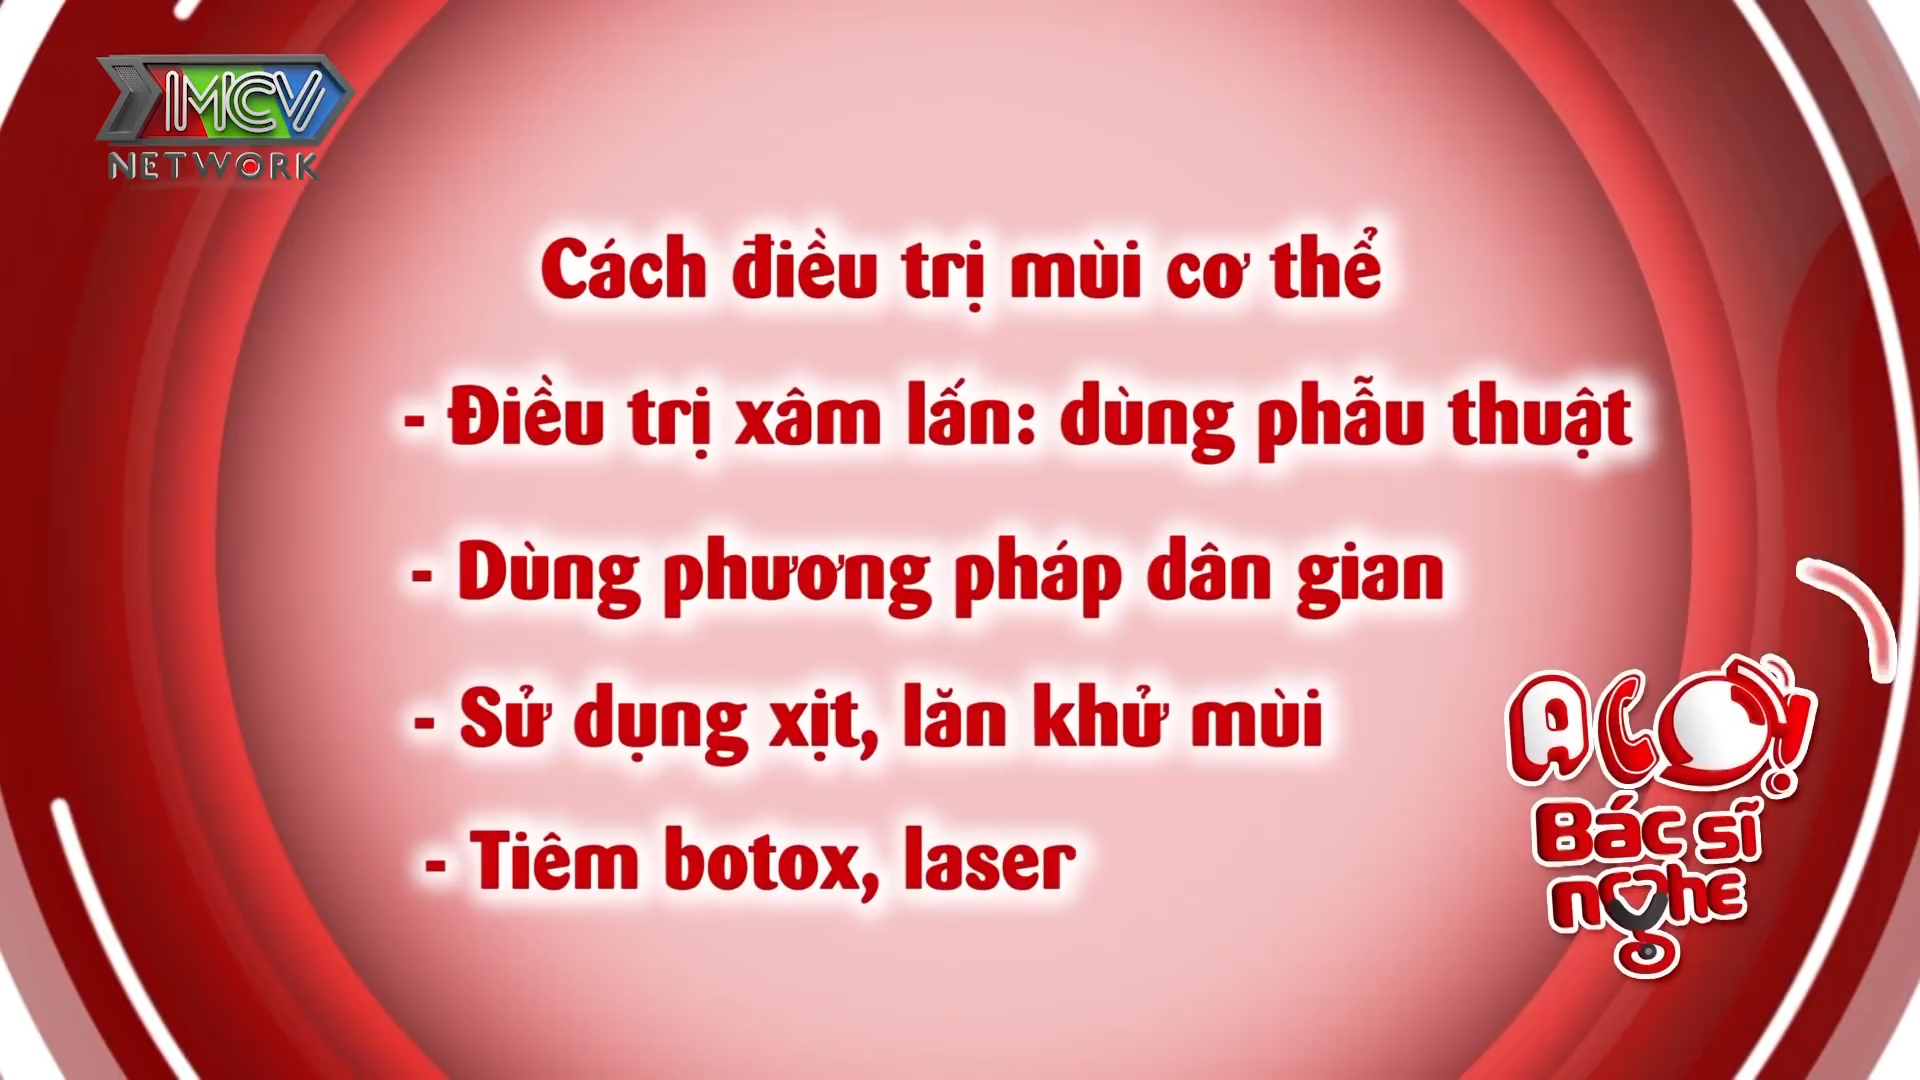 MCV
NETWORK
Cách điều trị mùi cơ thể
- Điều trị xâm lấn: dùng phẫu thuật
- Dùng phương pháp dân gian
- Sử dụng xịt, lăn khử mùi
- Tiêm botox, laser
ALO!
Bác sĩ
nghe